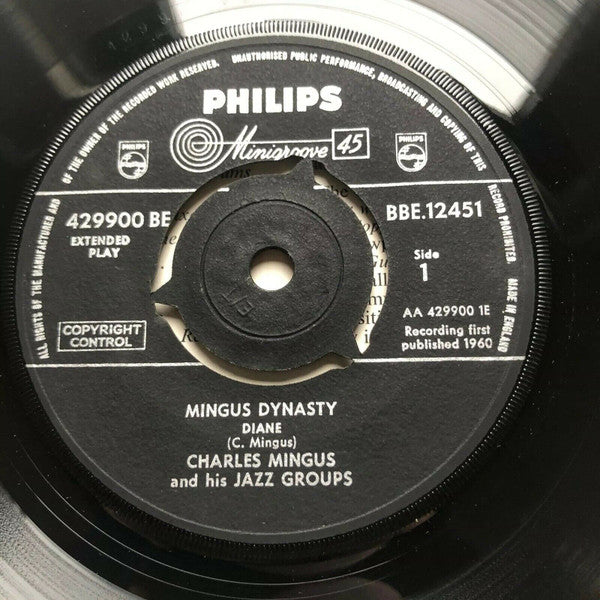 ALL RIGHTS OF THE MANUFACTURER AND OF THE OWNER OF THE RECORDED WORK RESERVED. UNAUTHORISED PUBLIC PERFORMANCE, BROADCASTING AND COPYING OF THIS RECORD PROHIBITED MADE IN ENGLAND
PHILIPS
Minigroove 45
PHILIPS
PHILIPS
429900 BE
BBE.12451
EXTENDED
PLAY
Side
1
AA 429900 1E
COPYRIGHT
CONTROL
Recording first
published 1960
MINGUS DYNASTY
DIANE
(C. Mingus)
CHARLES MINGUS
and his JAZZ GROUPS